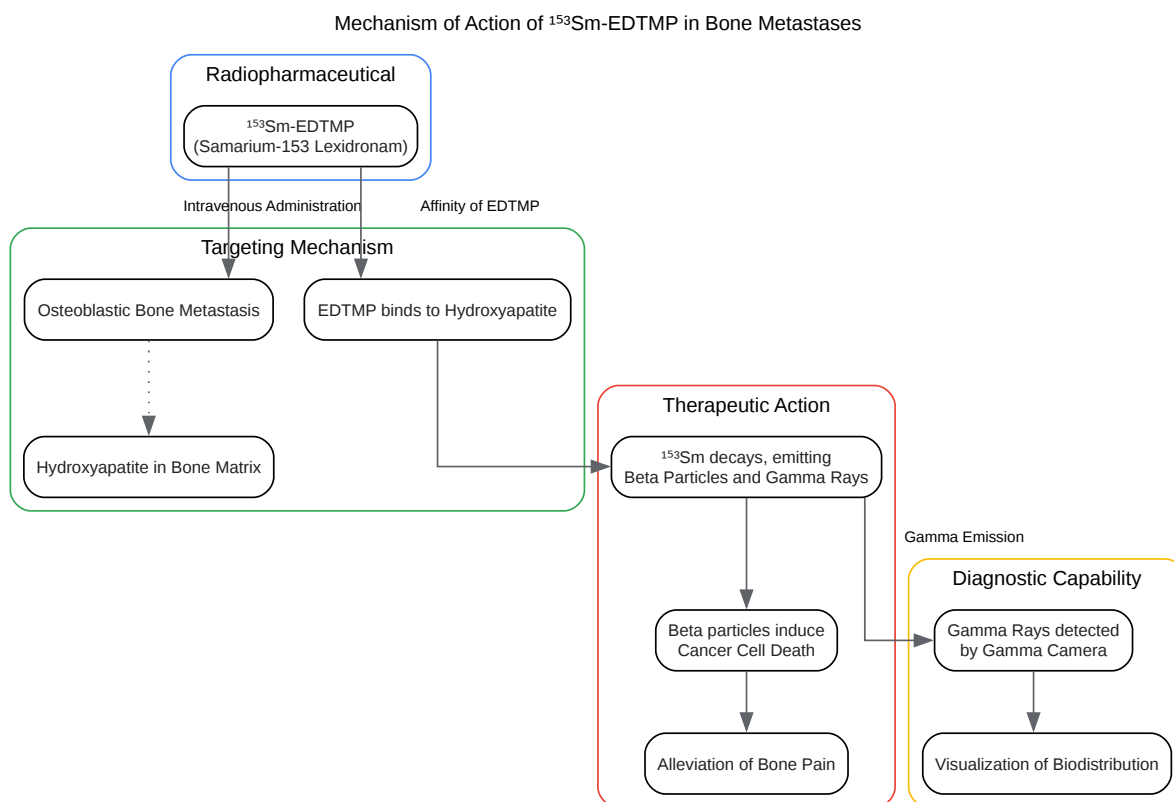 Mechanism of Action of ¹⁵³Sm-EDTMP in Bone Metastases
Radiopharmaceutical
¹⁵³Sm-EDTMP
(Samarium-153 Lexidronam)
Intravenous Administration
Affinity of EDTMP
Targeting Mechanism
Osteoblastic Bone Metastasis
EDTMP binds to Hydroxyapatite
Hydroxyapatite in Bone Matrix
Therapeutic Action
¹⁵³Sm decays, emitting
Beta Particles and Gamma Rays
Gamma Emission
Diagnostic Capability
Beta particles induce
Cancer Cell Death
Gamma Rays detected
by Gamma Camera
Alleviation of Bone Pain
Visualization of Biodistribution